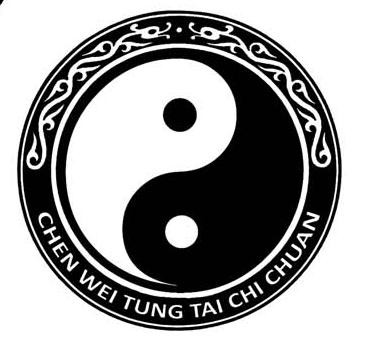 CHEN WEI TUNG TAI CHI CHUAN